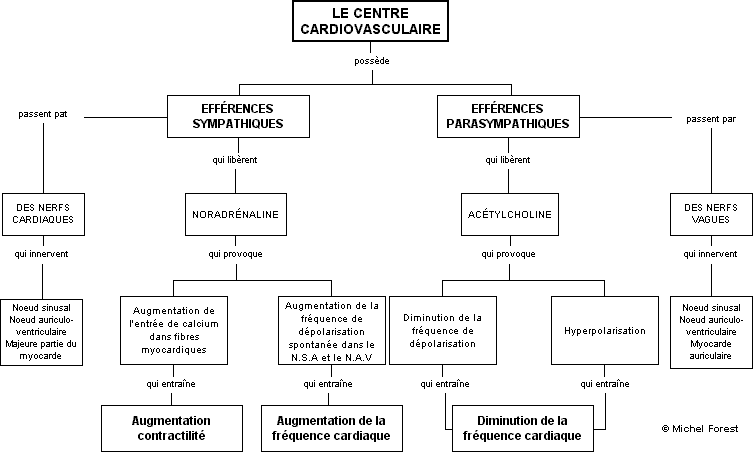 LE CENTRE
CARDIOVASCULAIRE
possède
EFFÉRENCES
SYMPATHIQUES
EFFÉRENCES
PARASYMPATHIQUES
passent pat
passent par
qui libèrent
qui libèrent
DES NERFS
CARDIAQUES
NORADRÉNALINE
ACÉTYLCHOLINE
DES NERFS
VAGUES
qui innervent
qui provoque
qui provoque
qui innervent
Noeud sinusal
Noeud auriculo-
ventriculaire
Majeure partie du
myocarde
Augmentation de
l'entrée de calcium
dans fibres
myocardiques
Augmentation de la
fréquence de
dépolarisation
spontanée dans le
N.S.A et le N.A.V
Diminution de la
fréquence de
dépolarisation
Hyperpolarisation
Noeud sinusal
Noeud auriculo-
ventriculaire
Myocarde
auriculaire
qui entraîne
qui entraîne
qui entraîne
qui entraîne
Augmentation
contractilité
Augmentation de la
fréquence cardiaque
Diminution de la
fréquence cardiaque
© Michel Forest